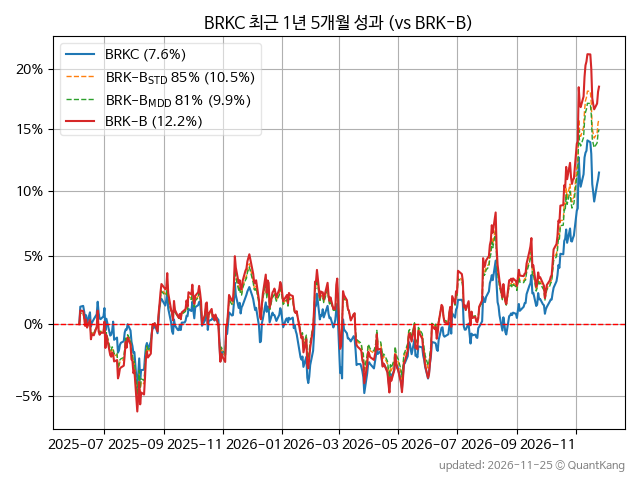 BRKC 최근 1년 5개월 성과 (vs BRK-B)
BRKC (7.6%)
BRK-B_STD 85% (10.5%)
BRK-B_MDD 81% (9.9%)
BRK-B (12.2%)
20%
15%
10%
5%
0%
−5%
2025-07 2025-09 2025-11 2026-01 2026-03 2026-05 2026-07 2026-09 2026-11
updated: 2026-11-25 © QuantKang